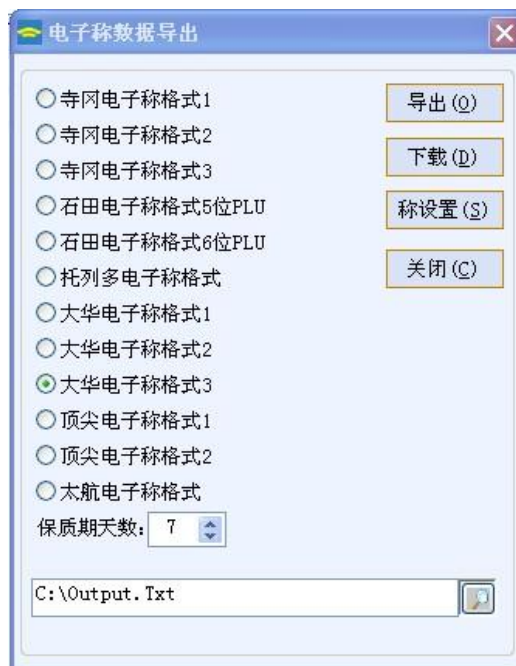 电子称数据导出
寺冈电子称格式1
寺冈电子称格式2
寺冈电子称格式3
石田电子称格式5位PLU
石田电子称格式6位PLU
托列多电子称格式
大华电子称格式1
大华电子称格式2
大华电子称格式3
顶尖电子称格式1
顶尖电子称格式2
太航电子称格式
保质期天数: 7
导出(O)
下载(D)
称设置(S)
关闭(C)
C:\Output.Txt